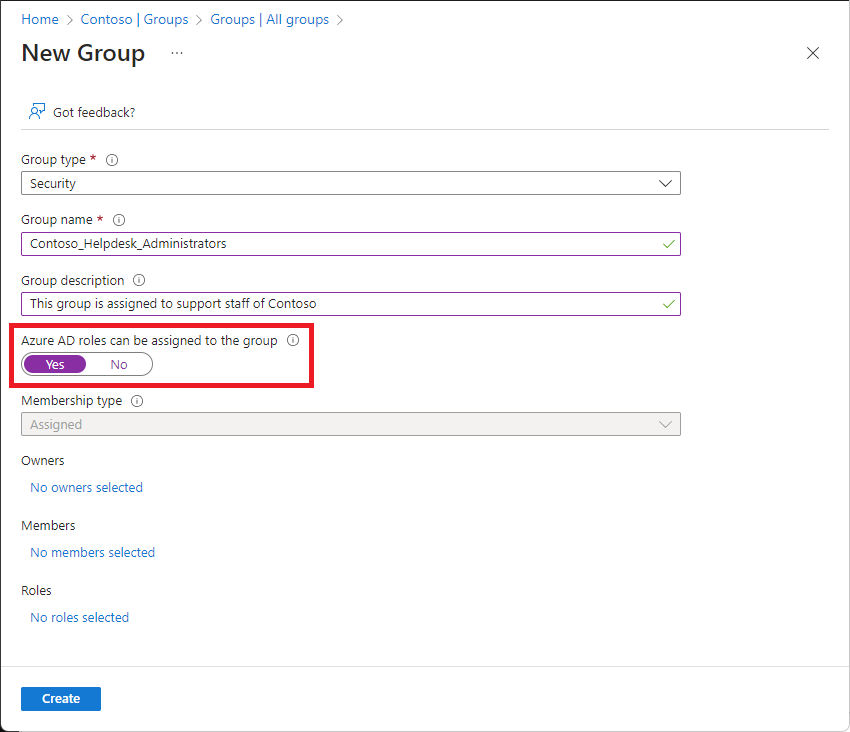 Home > Contoso | Groups > Groups | All groups >
New Group ...
Got feedback?
Group type *
Security
Group name *
Contoso_Helpdesk_Administrators
Group description
This group is assigned to support staff of Contoso
Azure AD roles can be assigned to the group
Yes No
Membership type
Assigned
Owners
No owners selected
Members
No members selected
Roles
No roles selected
Create